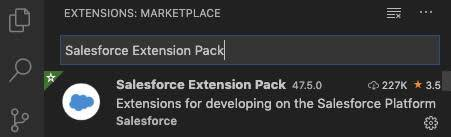 EXTENSIONS: MARKETPLACE
Salesforce Extension Pack
Salesforce Extension Pack 47.5.0 227K ★ 3.5
Extensions for developing on the Salesforce Platform
Salesforce